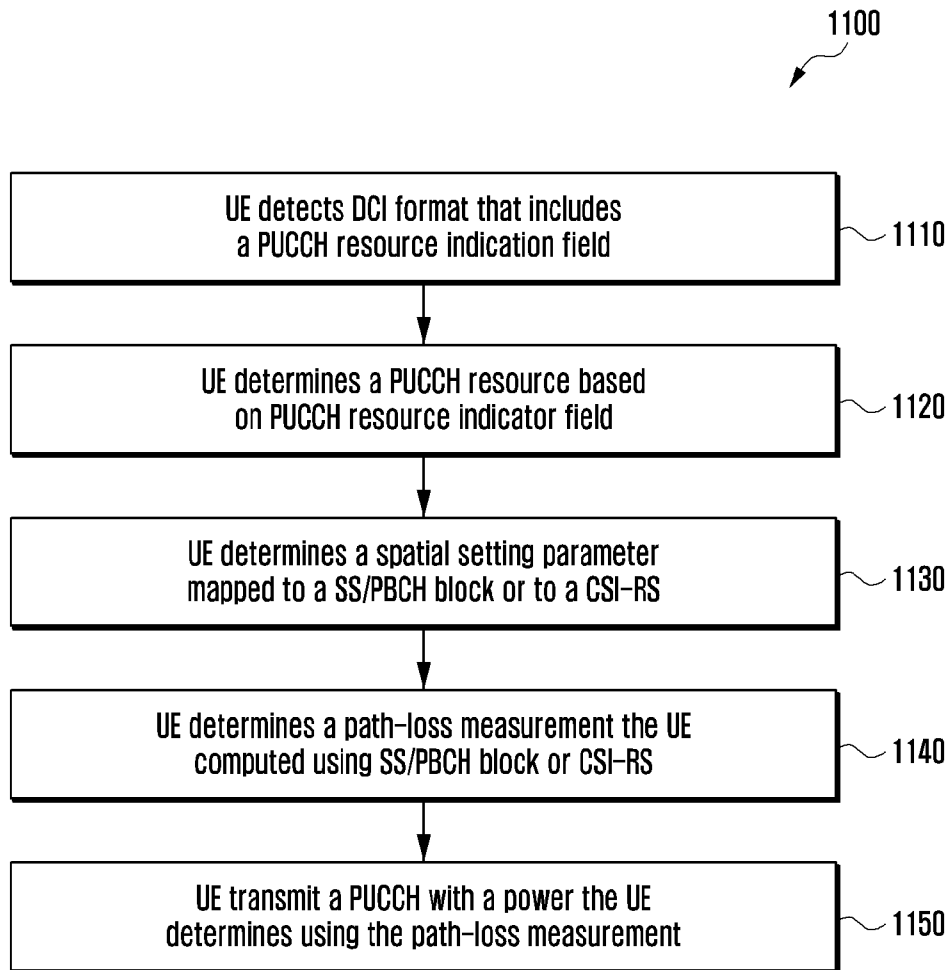 1100
UE detects DCI format that includes
a PUCCH resource indication field
1110
UE determines a PUCCH resource based
on PUCCH resource indicator field
1120
UE determines a spatial setting parameter
mapped to a SS/PBCH block or to a CSI-RS
1130
UE determines a path-loss measurement the UE
computed using SS/PBCH block or CSI-RS
1140
UE transmit a PUCCH with a power the UE
determines using the path-loss measurement
1150